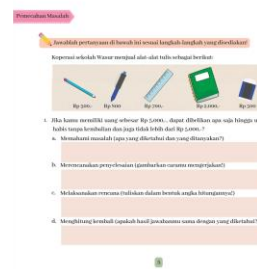 Pemecahan Masalah
Jawablah pertanyaan di bawah ini sesuai langkah-langkah yang disediakan!
Koperasi sekolah Wasur menjual alat-alat tulis sebagai berikut:
Rp 300,- Rp 500 Rp 700,- Rp 3.000,- Rp
1. Jika kamu memiliki uang sebesar Rp 5.000,-, dapat dibelikan apa saja hingga u
habis tanpa kembalian dan juga tidak lebih dari Rp 5.000,-?
a. Memahami masalah (apa yang diketahui dan yang ditanyakan?)
b. Merencanakan penyelesaian (gambarkan caramu mengerjakan!)
c. Melaksanakan rencana (tuliskan dalam bentuk angka hitungannya!)
d. Menghitung kembali (apakah hasil jawabanmu sama dengan yang diketahui?